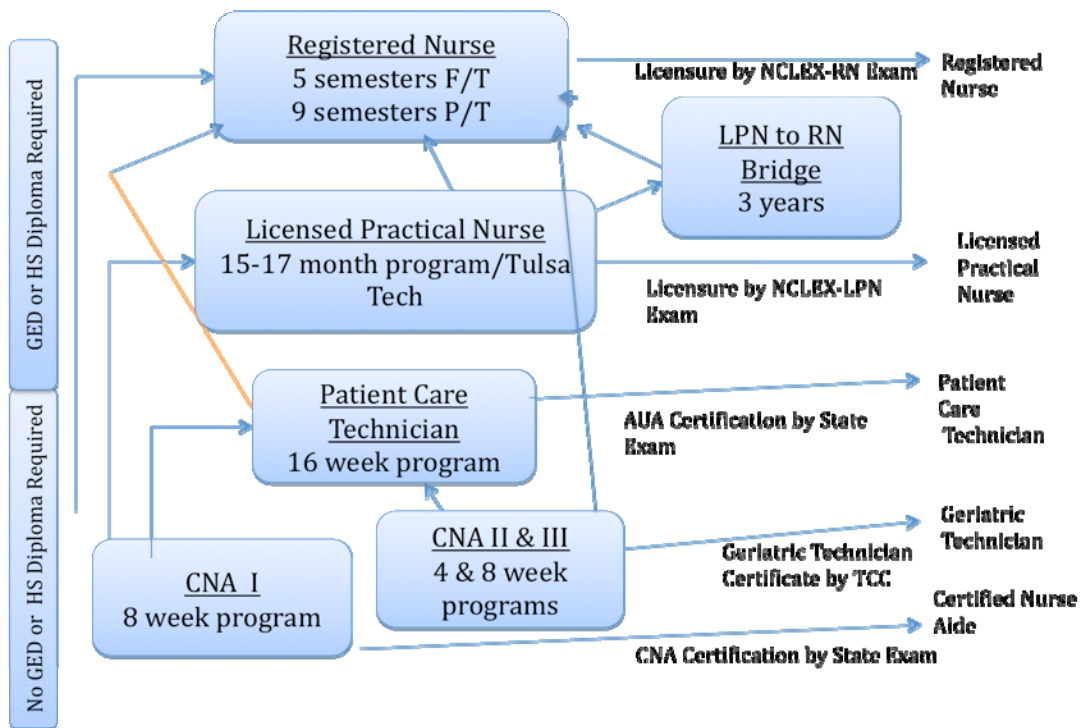 GED or HS Diploma Required
No GED or  HS Diploma Required
Registered Nurse
5 semesters F/T
9 semesters P/T
Licensure by NCLEX-RN Exam
Registered
Nurse
LPN to RN
Bridge
3 years
Licensed Practical Nurse
15-17 month program/Tulsa
Tech
Licensure by NCLEX-LPN
Exam
Licensed
Practical
Nurse
Patient Care
Technician
16 week program
AUA Certification by State
Exam
Patient
Care
Technician
CNA II & III
4 & 8 week
programs
Geriatric Technician
Certificate by TCC
Geriatric
Technician
CNA  I
8 week program
CNA Certification by State Exam
Certified Nurse
Aide